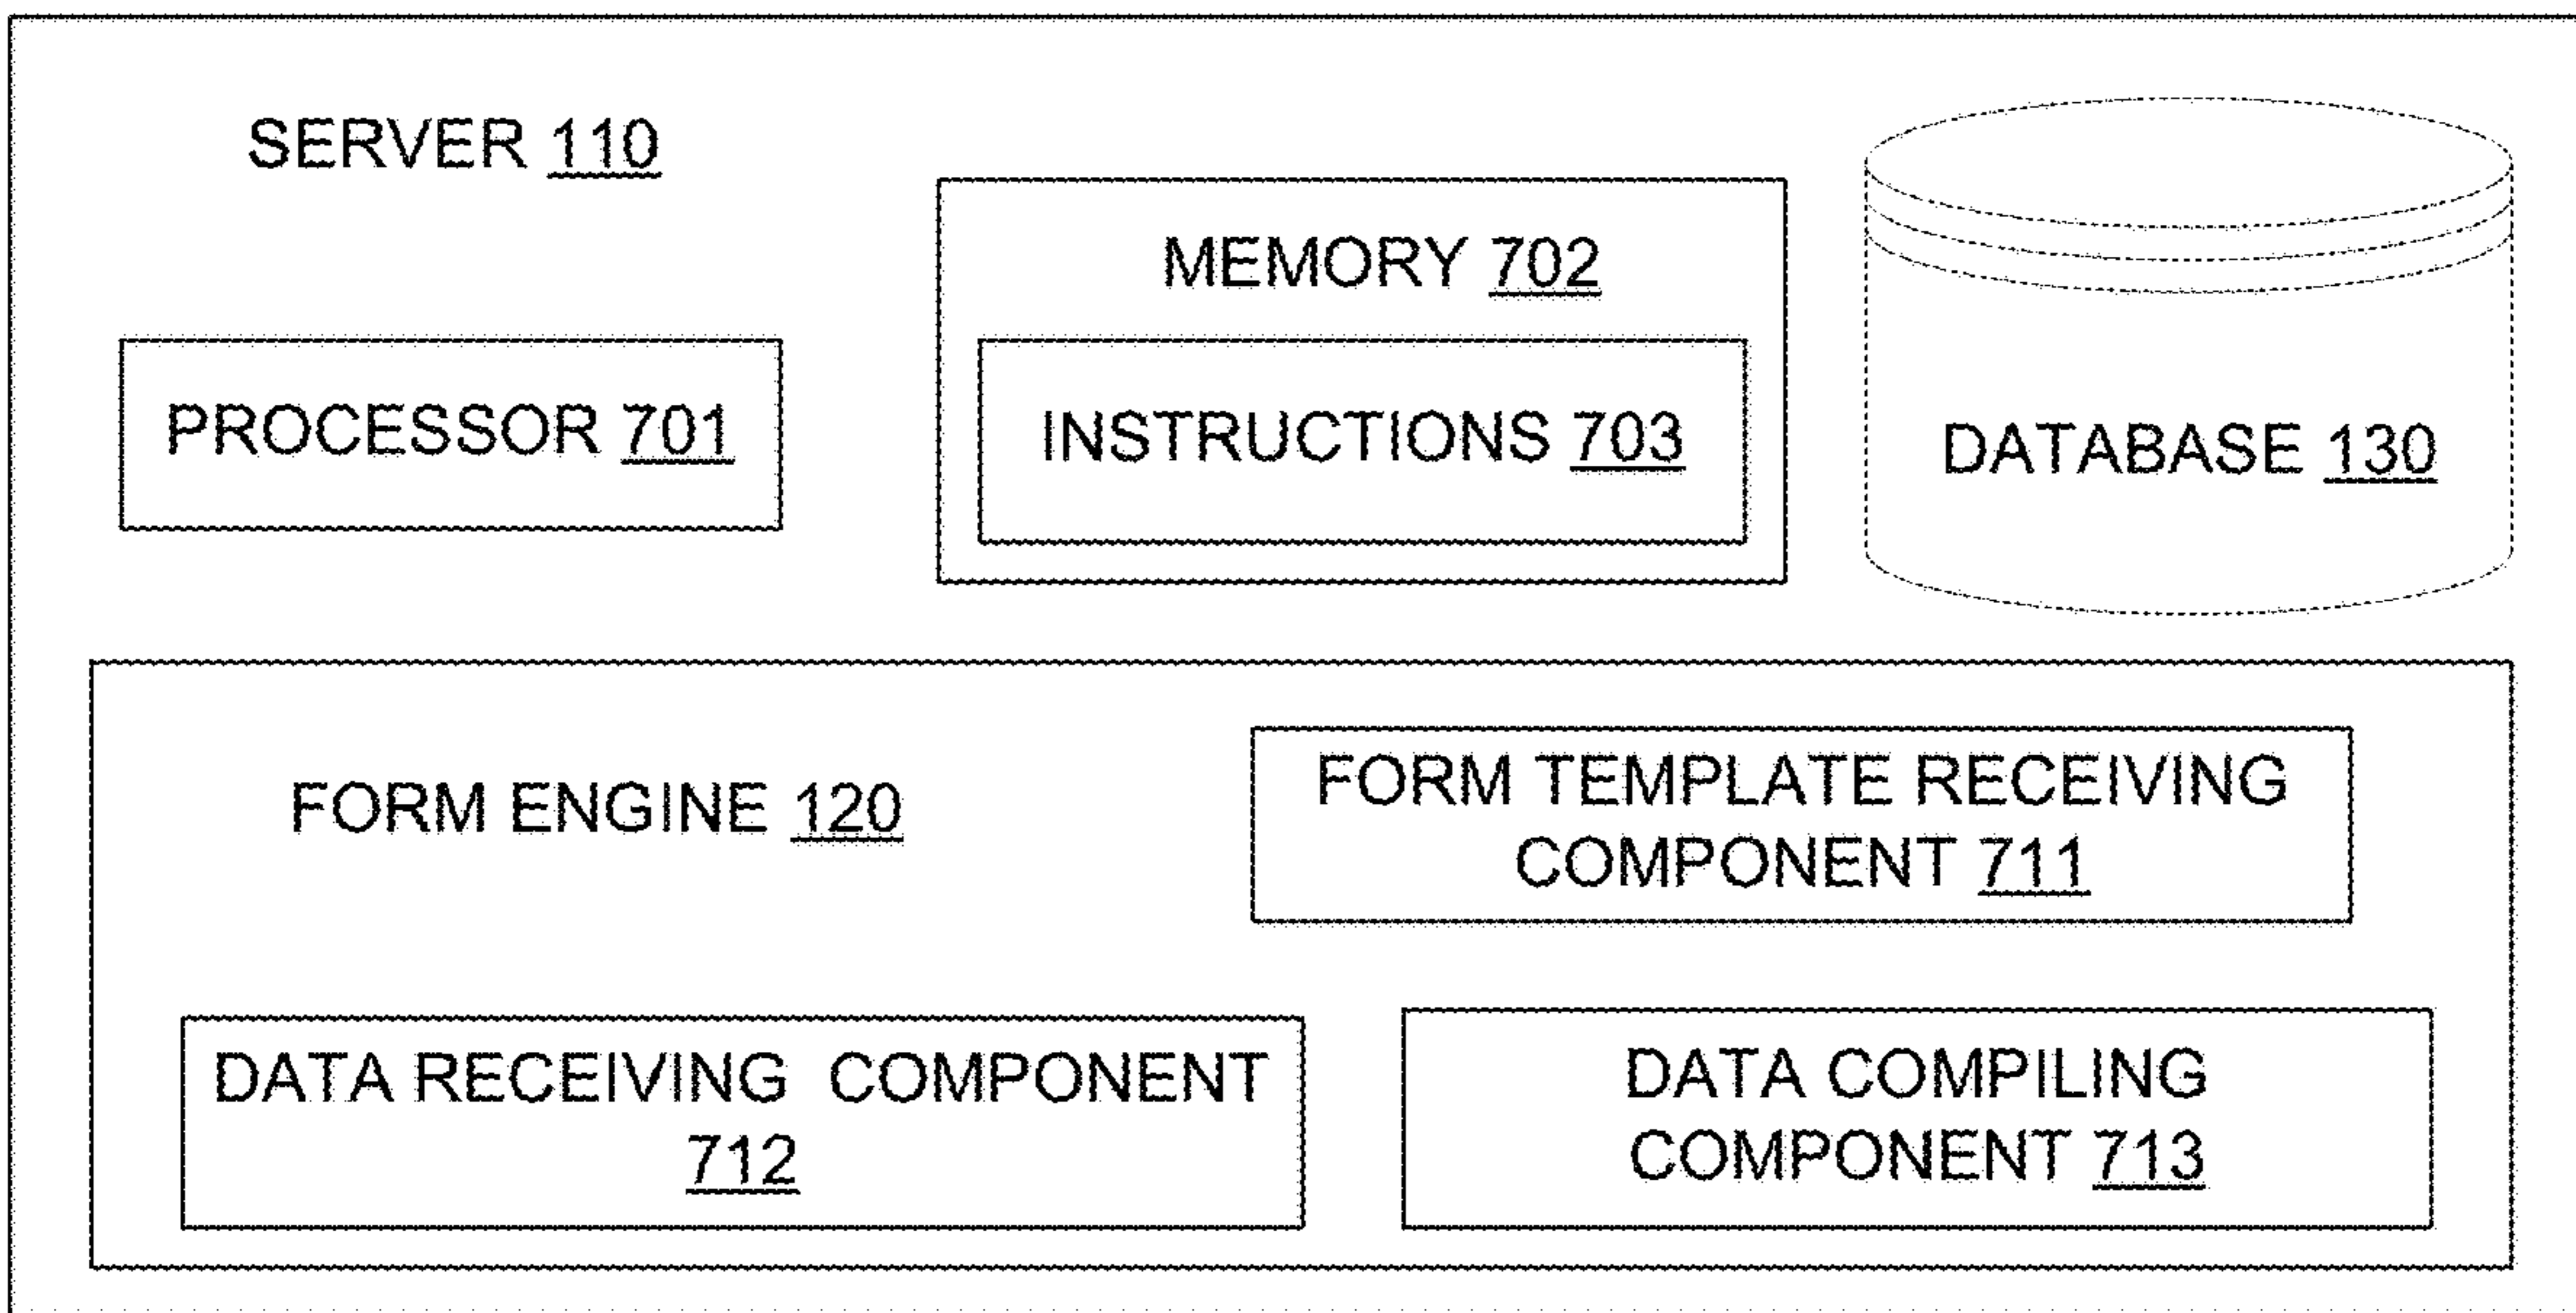 SERVER 110
MEMORY 702
PROCESSOR 701
INSTRUCTIONS 703
DATABASE 130
FORM ENGINE 120
FORM TEMPLATE RECEIVING
COMPONENT 711
DATA RECEIVING COMPONENT
712
DATA COMPILING
COMPONENT 713